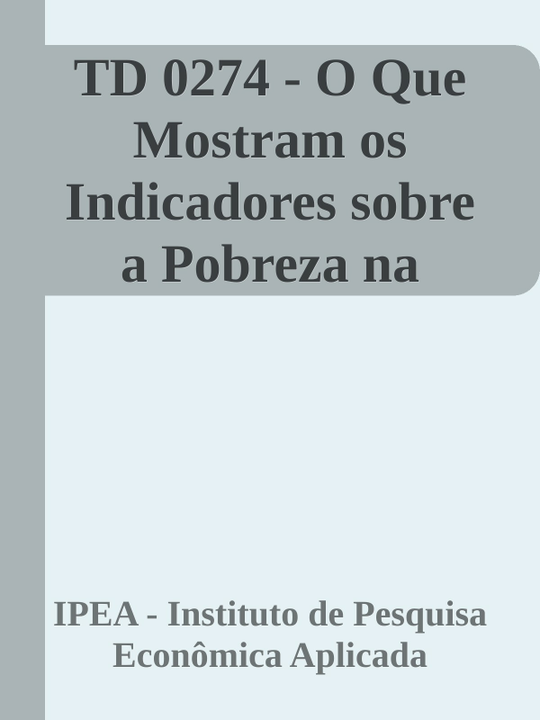 TD 0274 - O Que
Mostram os
Indicadores sobre
a Pobreza na
IPEA - Instituto de Pesquisa
Econômica Aplicada